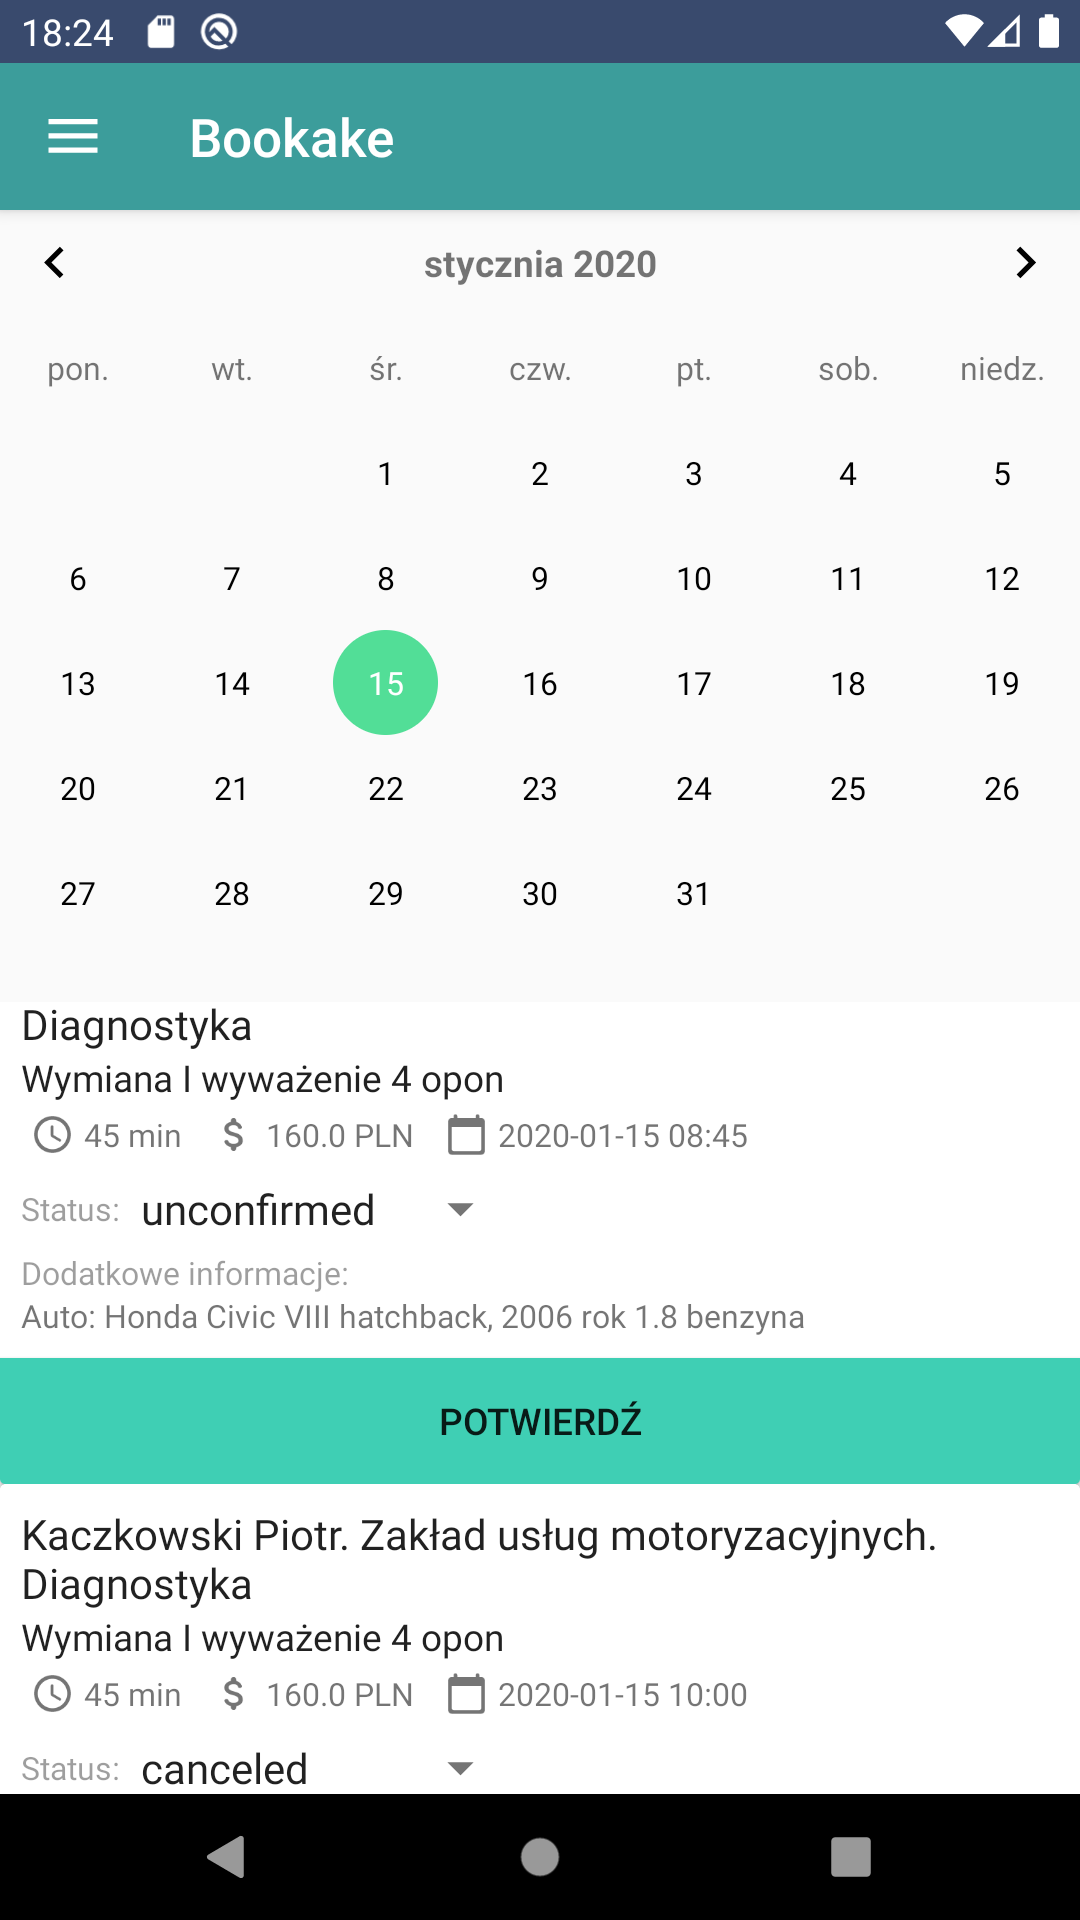 18:24
Bookake
stycznia 2020
pon. wt. śr. czw. pt. sob. niedz.
1 2 3 4 5
6 7 8 9 10 11 12
13 14 15 16 17 18 19
20 21 22 23 24 25 26
27 28 29 30 31
Diagnostyka
Wymiana I wyważenie 4 opon
45 min $ 160.0 PLN 2020-01-15 08:45
Status: unconfirmed
Dodatkowe informacje:
Auto: Honda Civic VIII hatchback, 2006 rok 1.8 benzyna
POTWIERDŹ
Kaczkowski Piotr. Zakład usług motoryzacyjnych.
Diagnostyka
Wymiana I wyważenie 4 opon
45 min $ 160.0 PLN 2020-01-15 10:00
Status: canceled